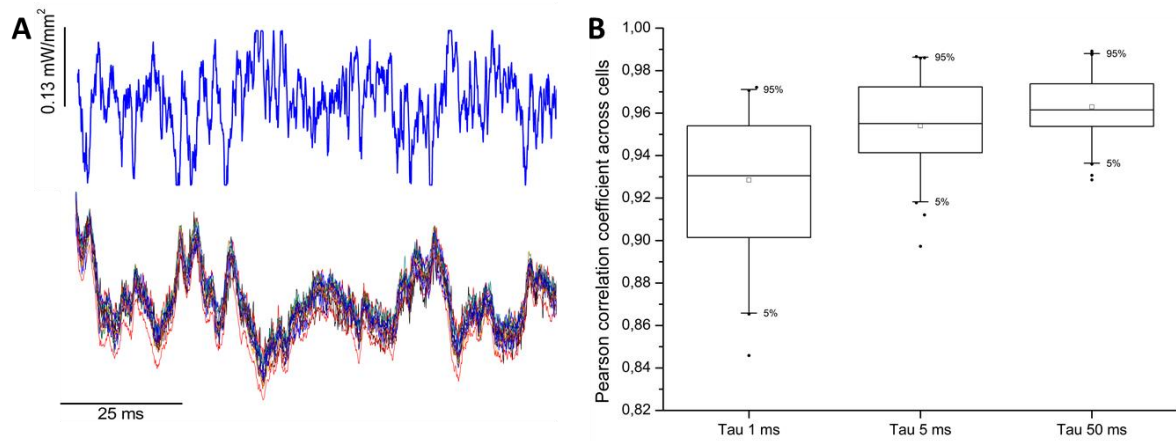 A
0.13 mW/mm²
25 ms
B
Pearson correlation coefficient across cells
1,00
0,98
0,96
0,94
0,92
0,90
0,88
0,86
0,84
0,82
95%
5%
95%
5%
95%
5%
Tau 1 ms
Tau 5 ms
Tau 50 ms